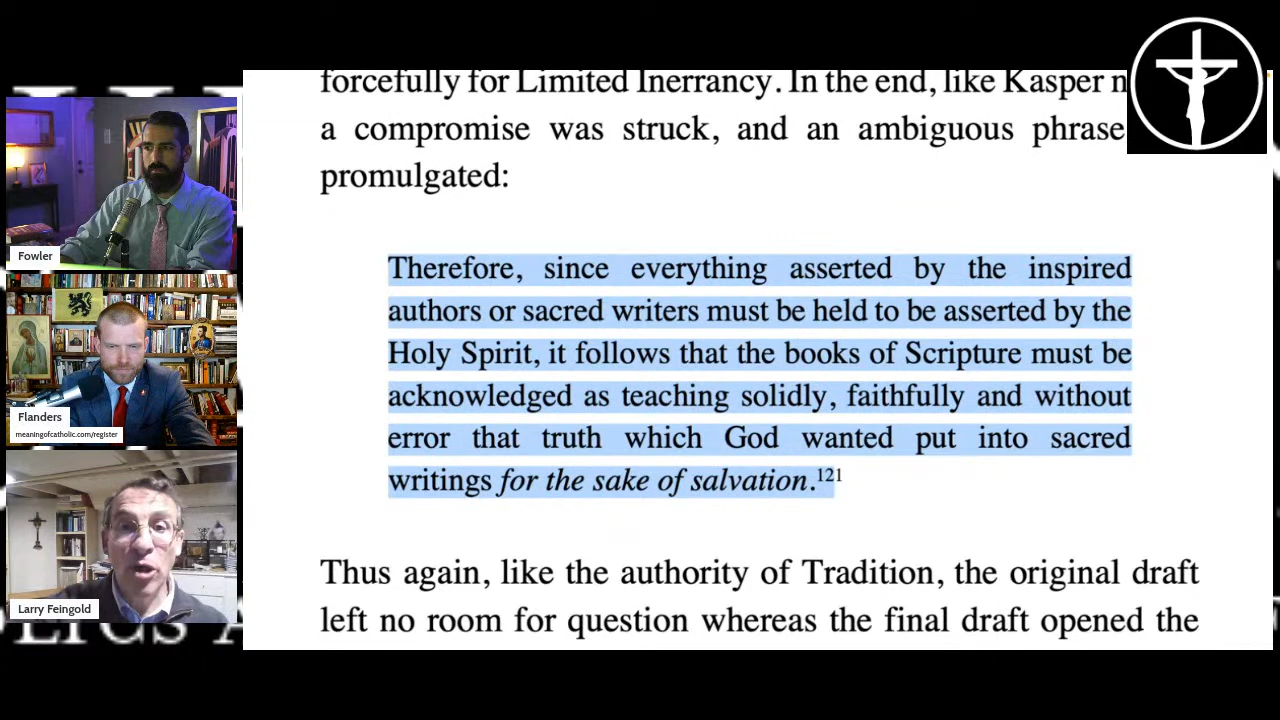 forcefully for Limited Inerrancy. In the end, like Kasper
a compromise was struck, and an ambiguous phrase
promulgated:
Therefore, since everything asserted by the inspired
authors or sacred writers must be held to be asserted by the
Holy Spirit, it follows that the books of Scripture must be
acknowledged as teaching solidly, faithfully and without
error that truth which God wanted put into sacred
writings for the sake of salvation.¹²¹
Thus again, like the authority of Tradition, the original draft
left no room for question whereas the final draft opened the
Fowler
Flanders
meaningofcatholic.com/register
Larry Feingold